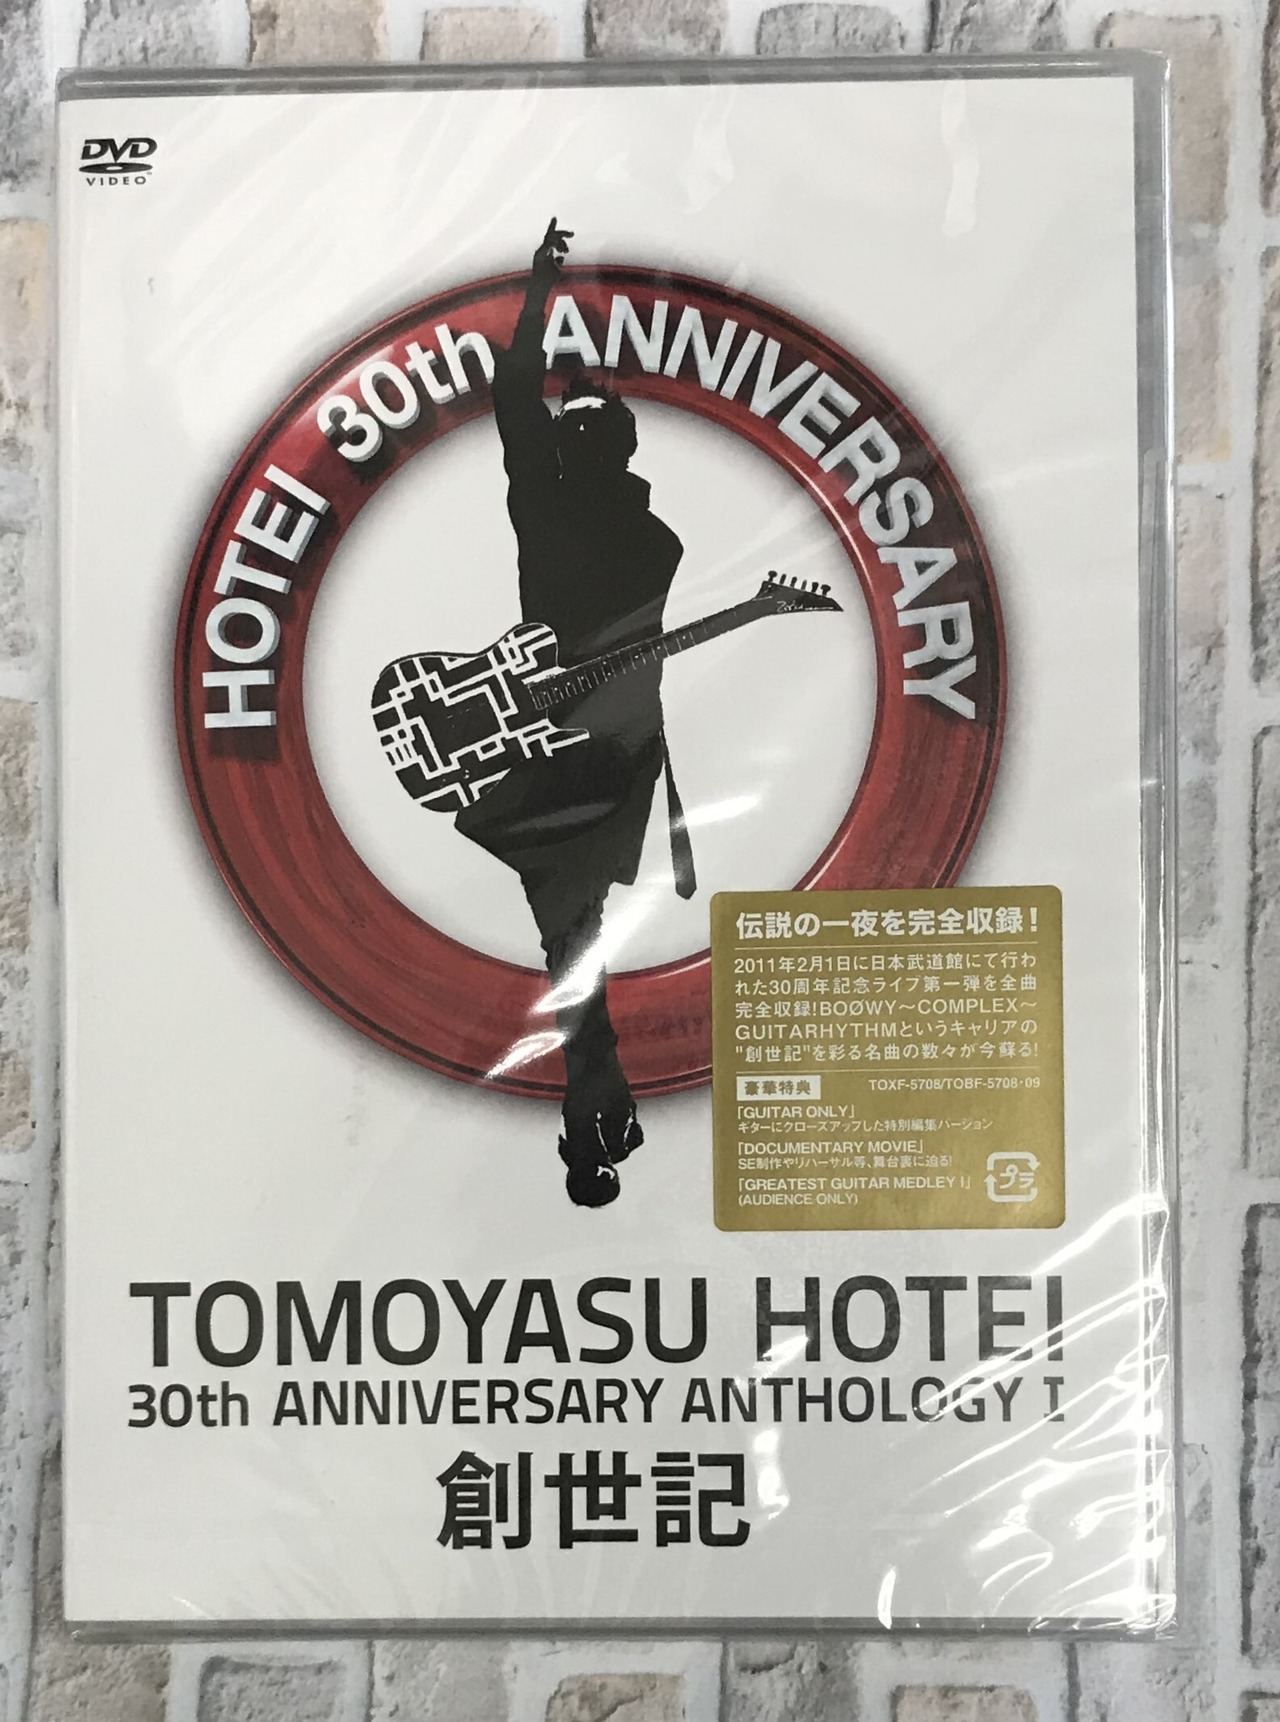 DVD
VIDEO
HOTEI 30th ANNIVERSARY
伝説の一夜を完全収録！
2011年2月1日に日本武道館にて行わ
れた30周年記念ライブ第一弾を全曲
完全収録!BOØWY〜COMPLEX〜
GUITARHYTHMというキャリアの
"創世記"を彩る名曲の数々が今蘇る!
豪華特典 TOXF-5708/TOBF-5708・09
「GUITAR ONLY」
ギターにクローズアップした特別編集バージョン
「DOCUMENTARY MOVIE」
SE制作やリハーサル等、舞台裏に迫る!
「GREATEST GUITAR MEDLEY I」
(AUDIENCE ONLY)
プラ
TOMOYASU HOTEI
30th ANNIVERSARY ANTHOLOGY I
創世記